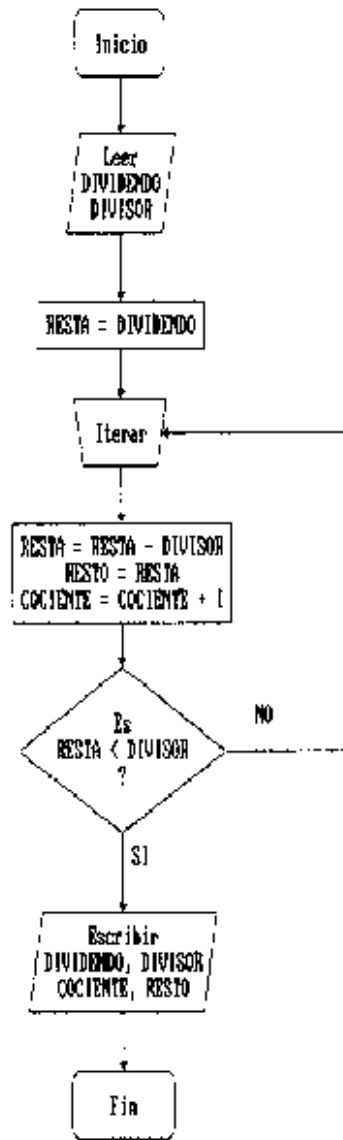 Inicio
Leer
DIVIDENDO
DIVISOR
RESTA = DIVIDENDO
Iterar
RESTA = RESTA - DIVISOR
RESTO = RESTA
COCIENTE = COCIENTE + 1
Es
RESTA < DIVISOR
?
NO
SI
Escribir
DIVIDENDO, DIVISOR
COCIENTE, RESTO
Fin